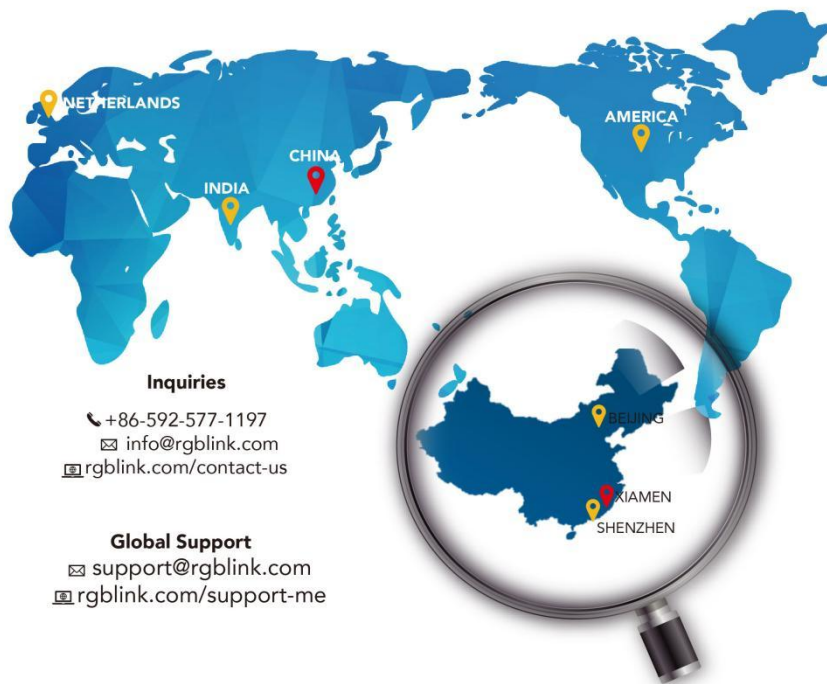 NETHERLANDS
AMERICA
CHINA
INDIA
Inquiries
+86-592-577-1197
info@rgblink.com
rgblink.com/contact-us
BEIJING
XIAMEN
SHENZHEN
Global Support
support@rgblink.com
rgblink.com/support-me